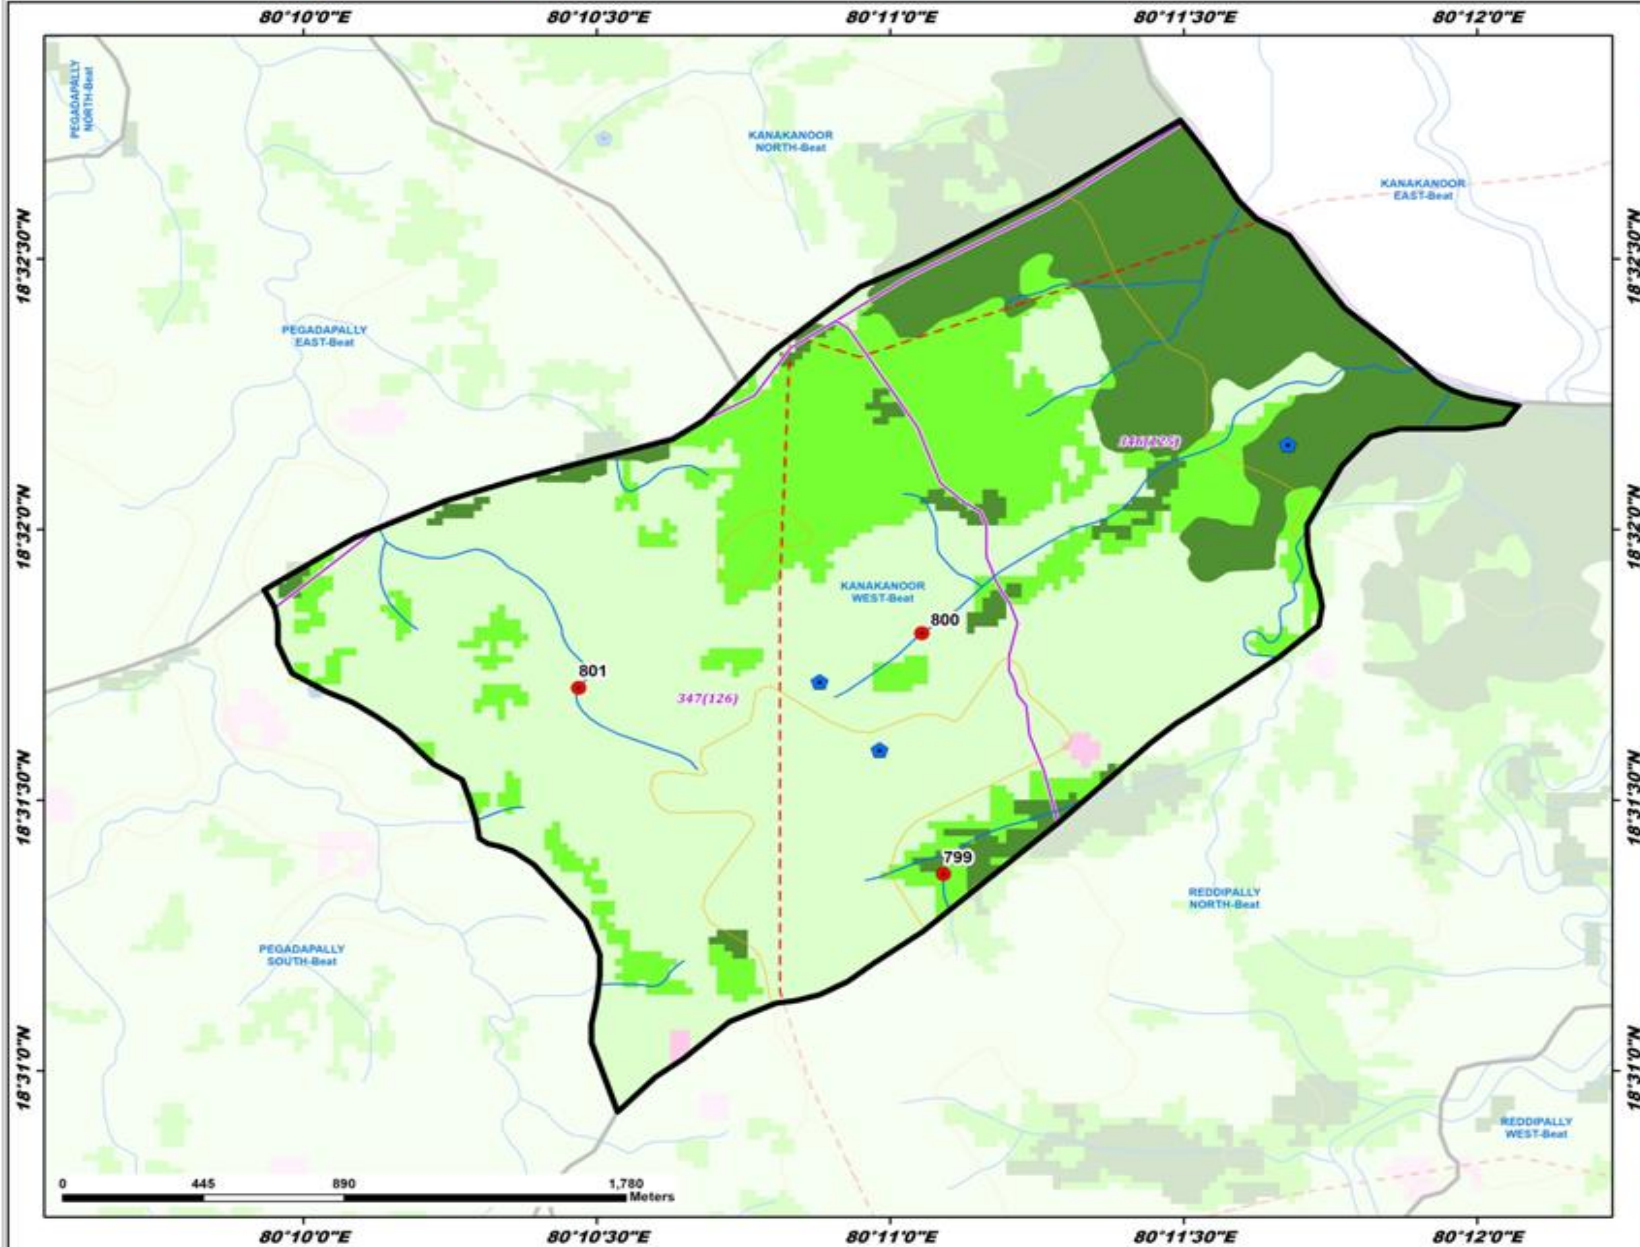 80°10'0"E
80°10'30"E
80°11'0"E
80°11'30"E
80°12'0"E
PEGADAPALLY
NORTH-Beat
KANAKANOOR
NORTH-Beat
KANAKANOOR
EAST-Beat
18°32'30"N
18°32'30"N
PEGADAPALLY
EAST-Beat
346(125)
18°32'0"N
18°32'0"N
KANAKANOOR
WEST-Beat
800
801
347(126)
18°31'30"N
18°31'30"N
799
REDDIPALLY
NORTH-Beat
PEGADAPALLY
SOUTH-Beat
18°31'0"N
18°31'0"N
REDDIPALLY
WEST-Beat
0 445 890 1,780
Meters
80°10'0"E
80°10'30"E
80°11'0"E
80°11'30"E
80°12'0"E